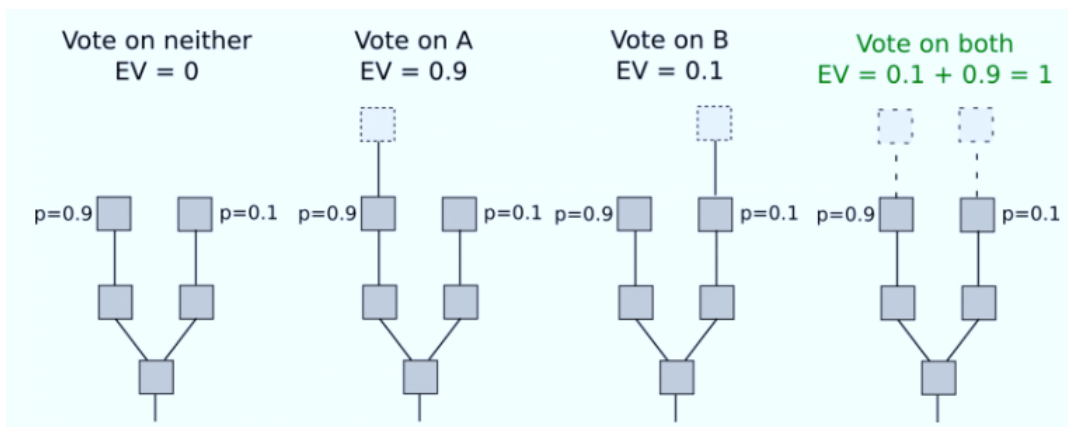 Vote on neither
EV = 0
Vote on A
EV = 0.9
Vote on B
EV = 0.1
Vote on both
EV = 0.1 + 0.9 = 1
p=0.9
p=0.1
p=0.9
p=0.1
p=0.9
p=0.1
p=0.9
p=0.1